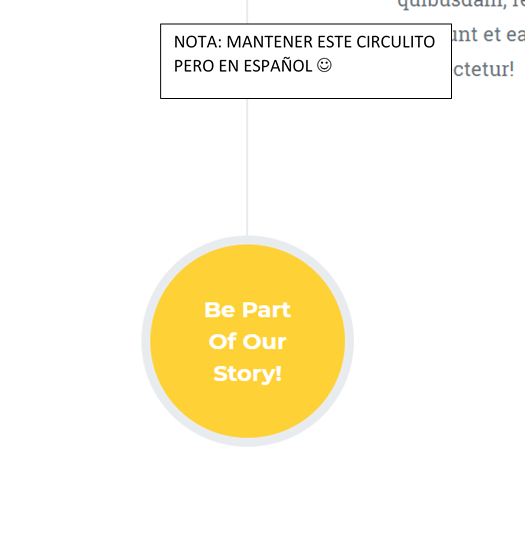 quibusdam, re
NOTA: MANTENER ESTE CIRCULITO
PERO EN ESPAÑOL ☺
unt et ea
ctetur!
Be Part
Of Our
Story!